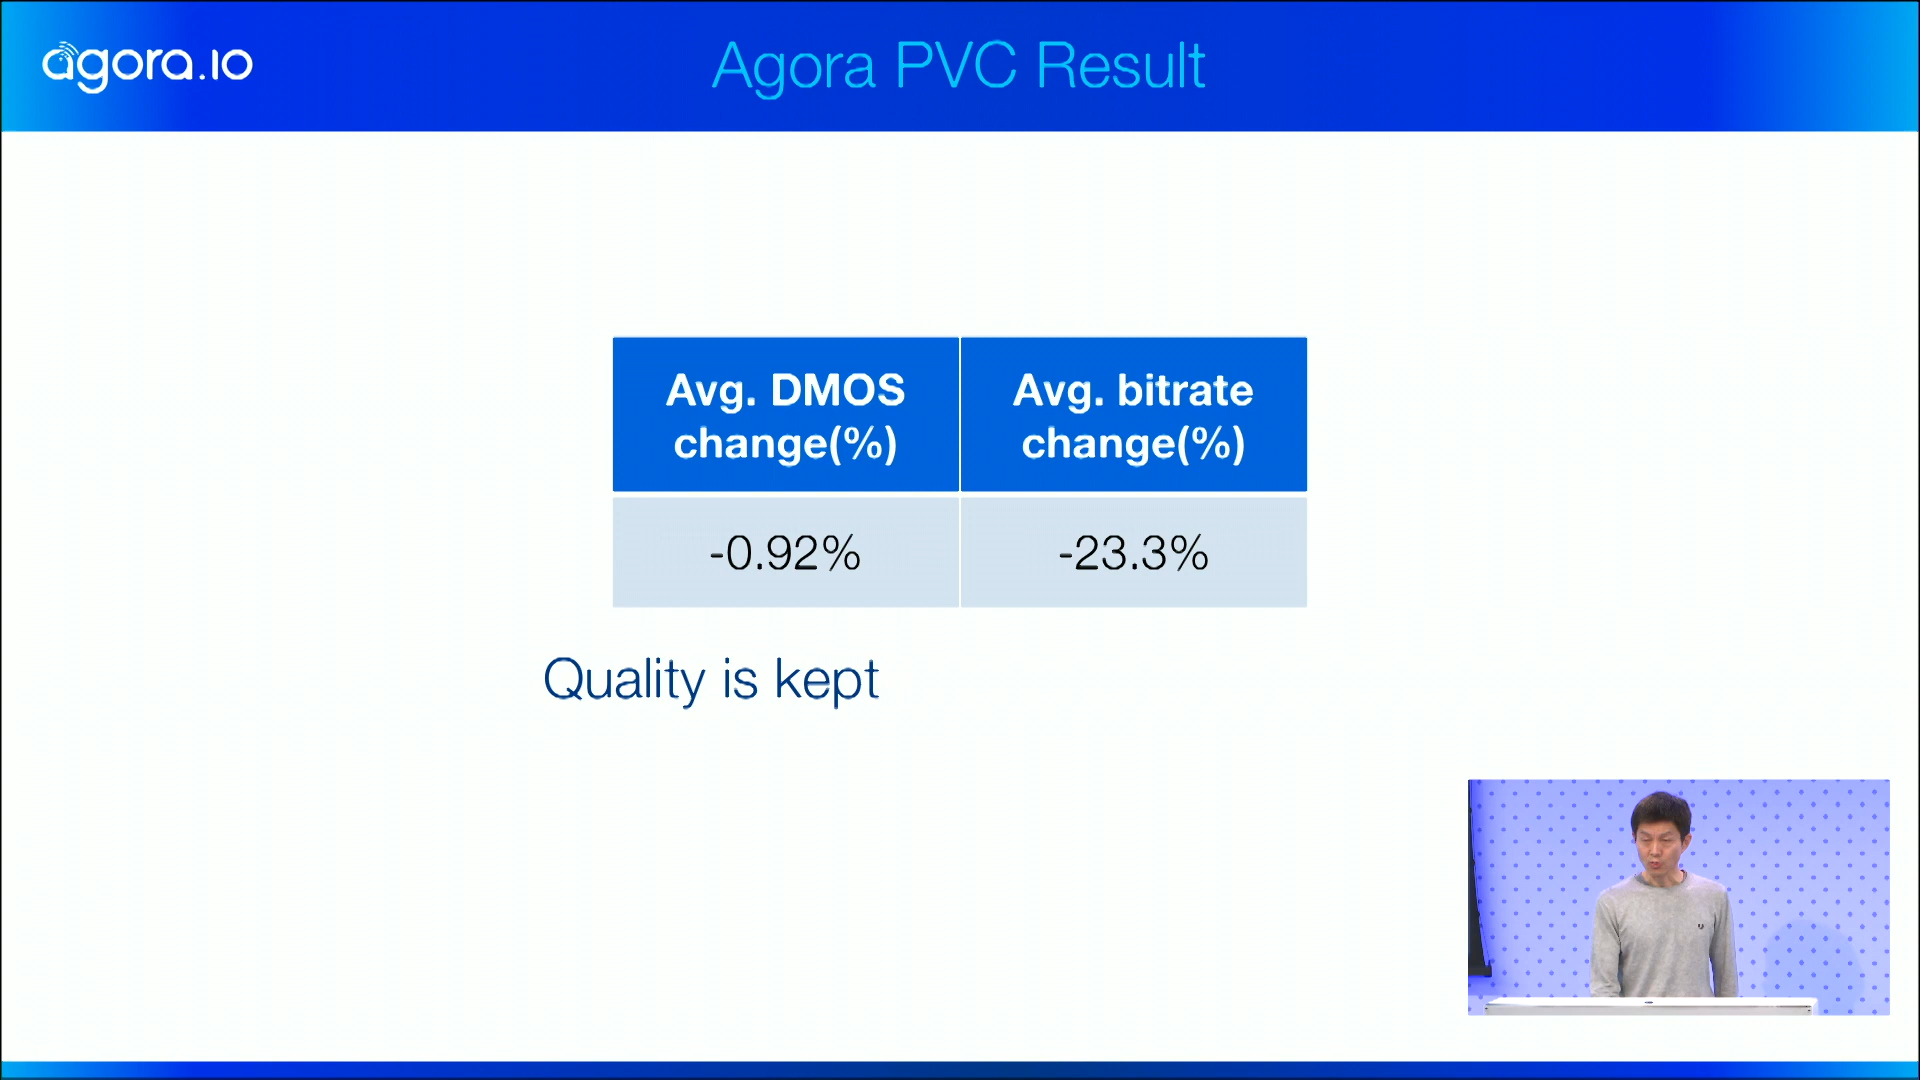 agora.io
Agora PVC Result
Avg. DMOS
change(%)
Avg. bitrate
change(%)
-0.92%
-23.3%
Quality is kept